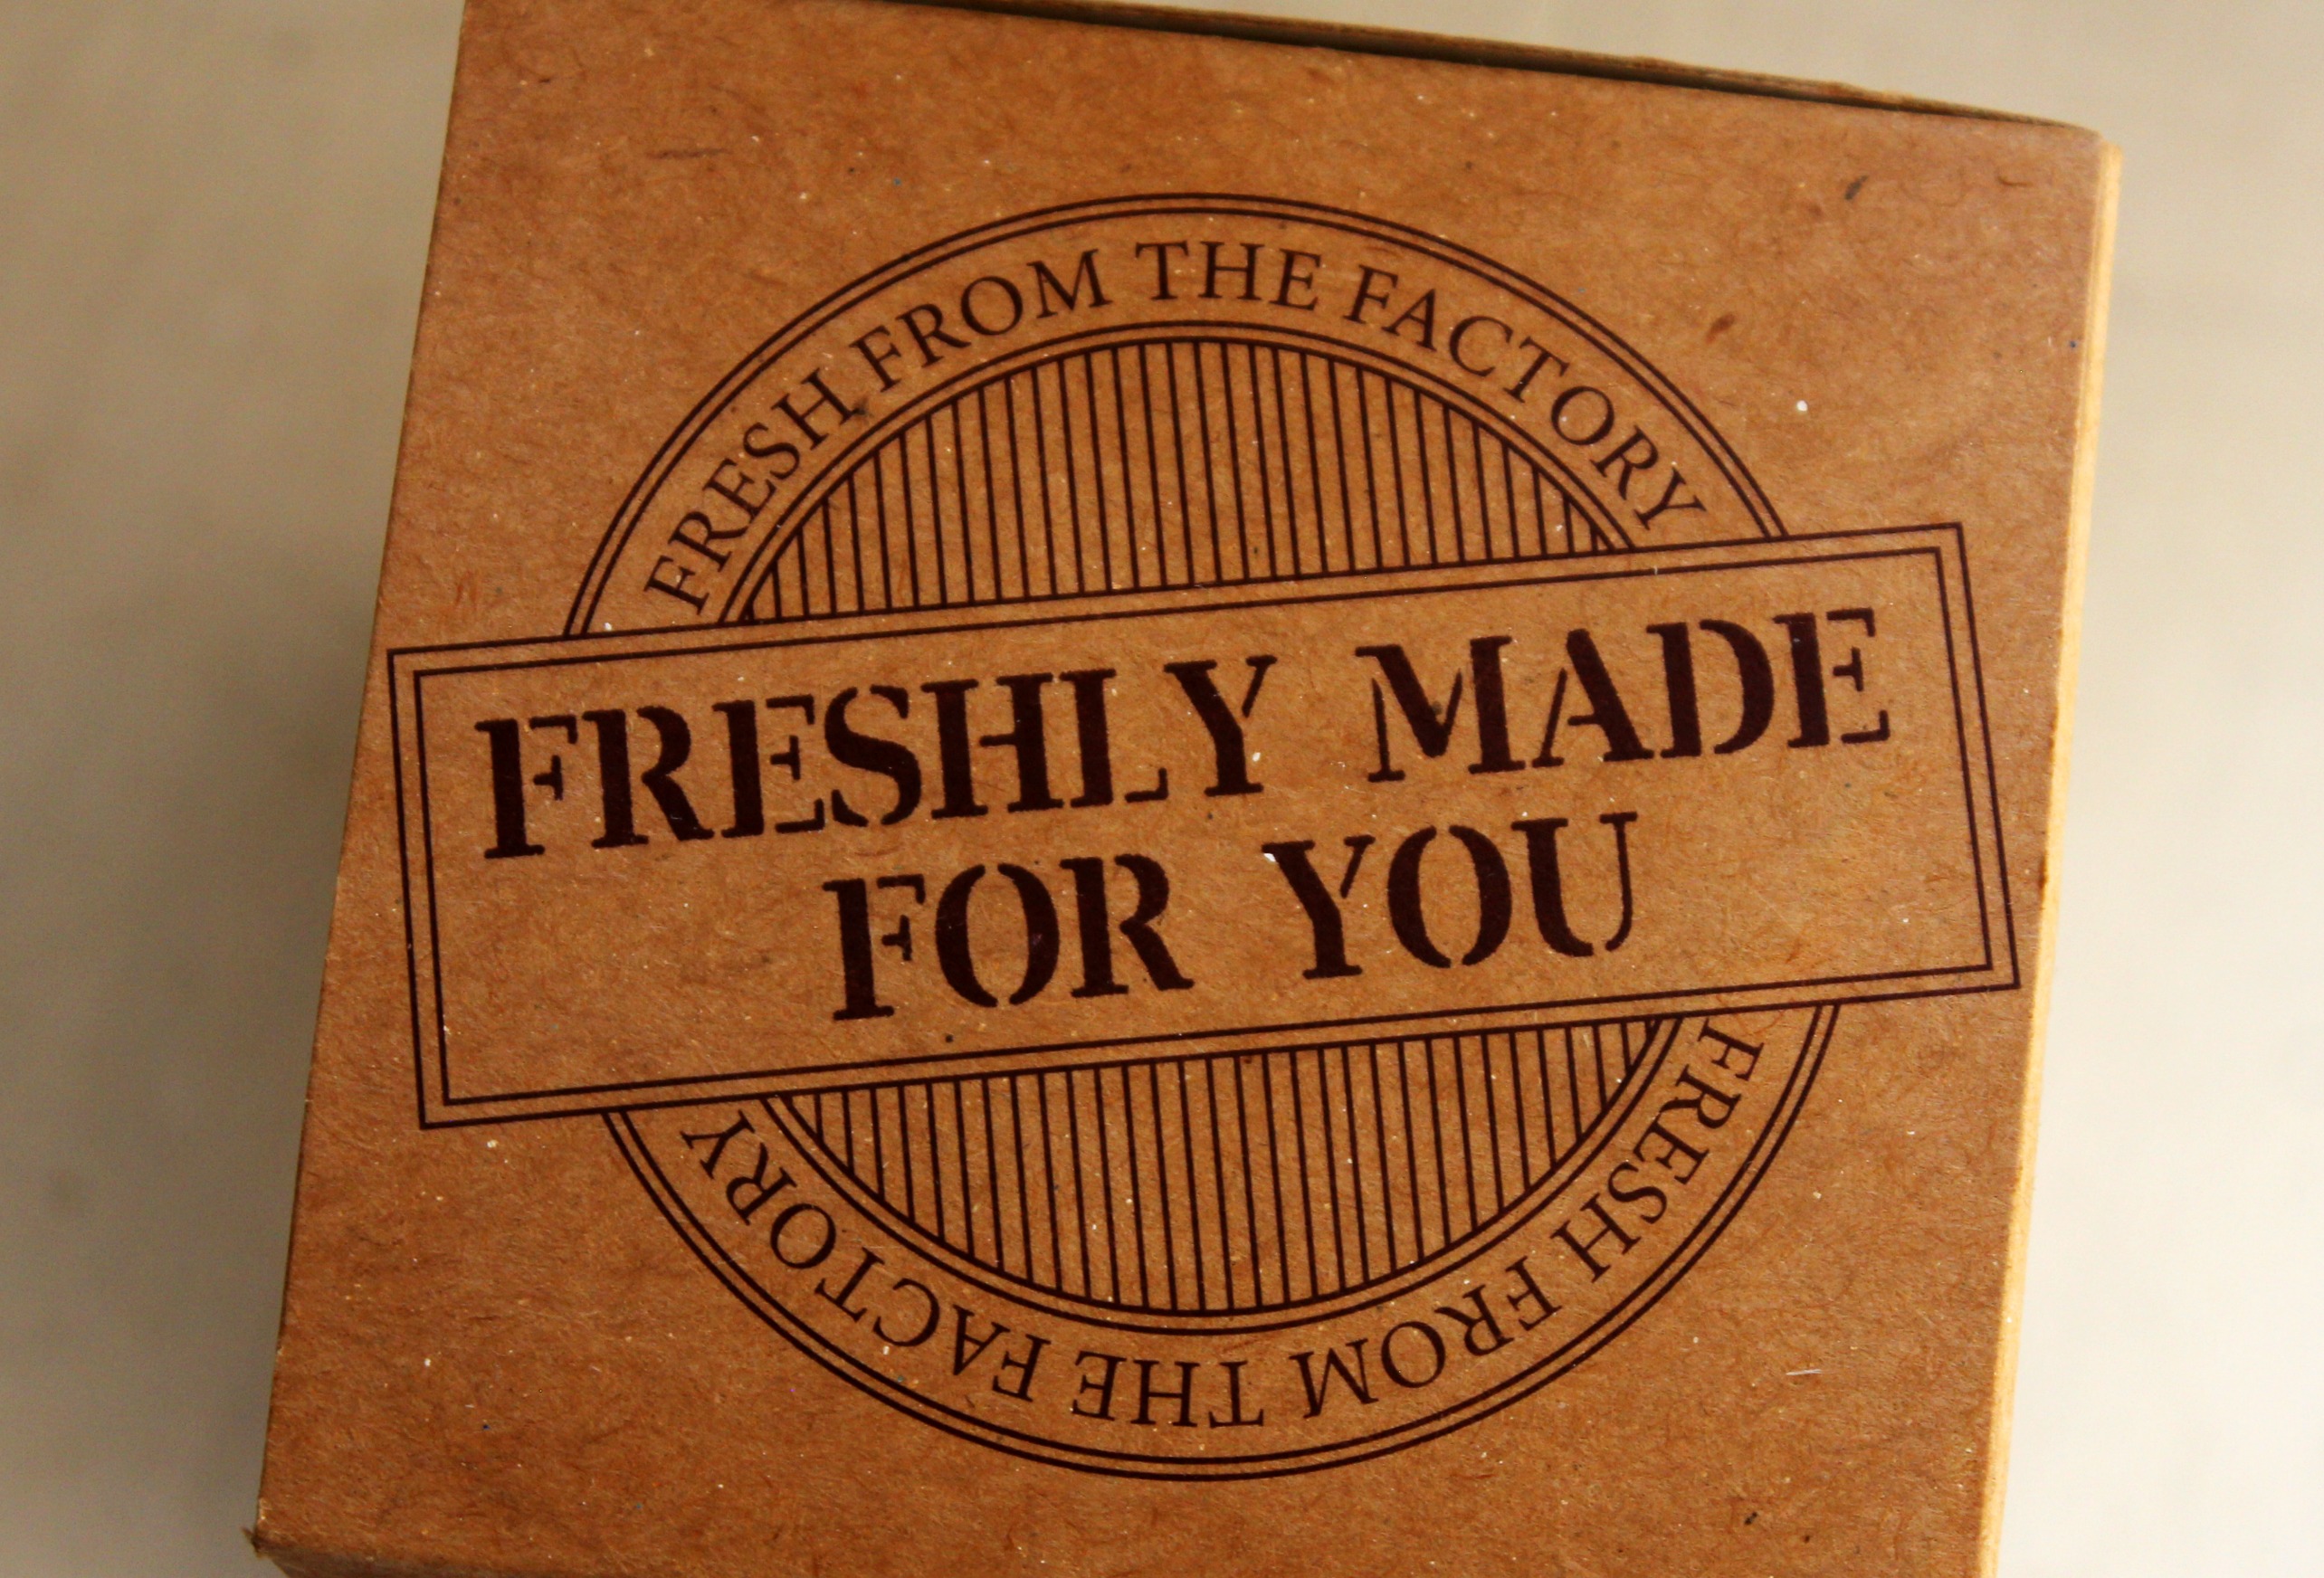 FRESH FROM THE FACTORY
FRESHLY MADE
FOR YOU
FRESH FROM THE FACTORY